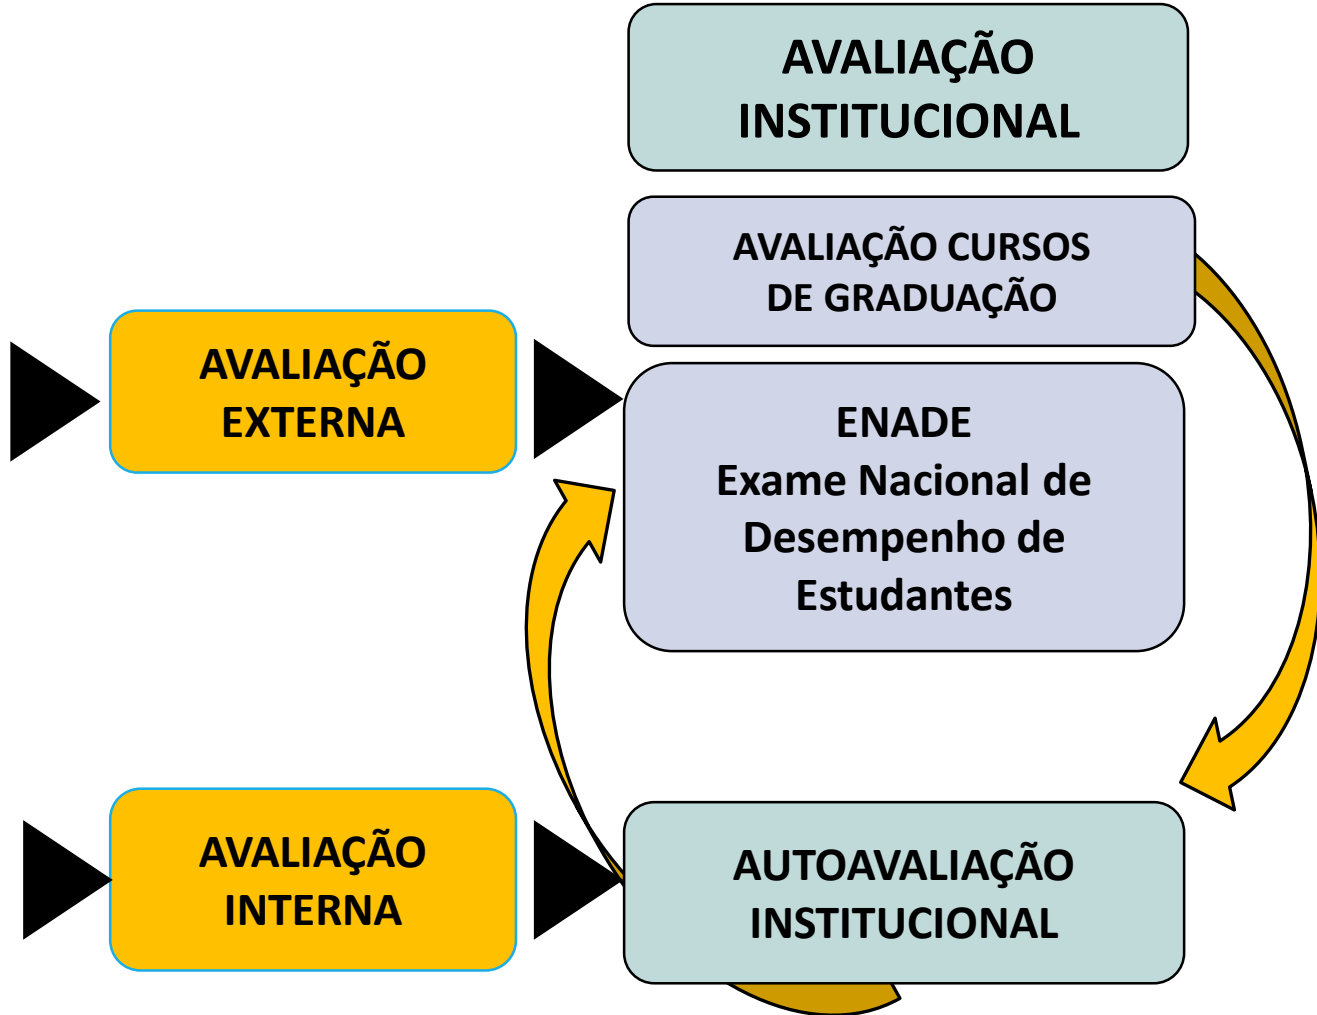 AVALIAÇÃO
INSTITUCIONAL
AVALIAÇÃO CURSOS
DE GRADUAÇÃO
AVALIAÇÃO
EXTERNA
ENADE
Exame Nacional de
Desempenho de
Estudantes
AVALIAÇÃO
INTERNA
AUTOAVALIAÇÃO
INSTITUCIONAL